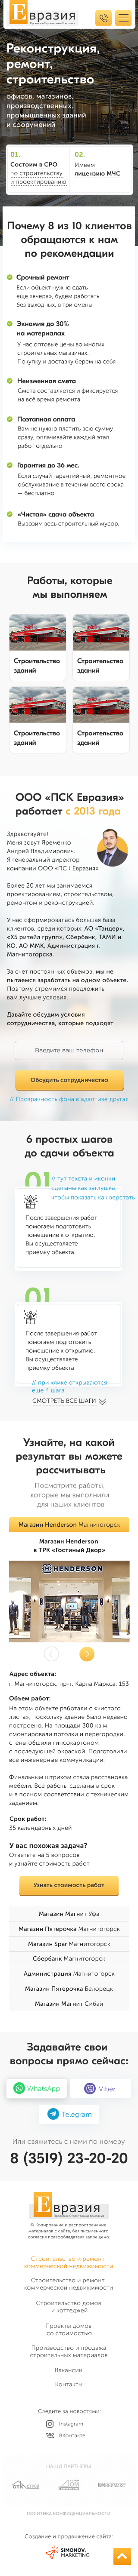 Евразия
Реконструкция,
ремонт,
строительство
офисов, магазинов,
производственных,
промышленных зданий
и сооружений
01.
Состоим в СРО
по строительству
и проектированию
02.
Имеем
лицензию МЧС
Почему 8 из 10 клиентов
обращаются к нам
по рекомендации
Срочный ремонт
Если объект нужно сдать
еще «вчера», будем работать
без выходных, в три смены
Экномия до 30%
на материалах
У нас оптовые цены во многих
строительных магазинах.
Покупку и доставку берем на себя
Неизменная смета
Смета составляется и фиксируется
на всё время ремонта
Поэтапная оплата
Вам не нужно платить всю сумму
сразу, оплачивайте каждый этап
работ отдельно
Гарантия до 36 мес.
Если случай гарантийный, ремонтное
обслуживание в течении всего срока
— бесплатно
«Чистая» сдача объекта
Вывозим весь строительный мусор.
Работы, которые
мы выполняем
Строительство
зданий
Строительство
зданий
Строительство
зданий
Строительство
зданий
ООО «ПСК Евразия»
работает с 2013 года
Здравствуйте!
Меня зовут Яременко
Андрей Владимирович.
Я генеральный директор
компании ООО «ПСК Евразия»
Более 20 лет мы занимаемся
проектированием, строительством,
ремонтом и реконструкцией.
У нас сформировалась большая база
клиентов, среди которых: АО «Тандер»,
«Х5 ритейл групп», Сбербанк, ТАИИ и
КО, АО ММК, Администрация г.
Магнитогорска.
За счет постоянных объемов, мы не
пытаемся заработать на одном объекте.
Поэтому стремимся предложить
вам лучшие условия.
Давайте обсудим условия
сотрудничества, которые подходят
Введите ваш телефон
Обсудить сотрудничество
// Прозрачность фона в адаптиве другая
6 простых шагов
до сдачи объекта
01
// тут текста и иконки
сделаны как заглушка,
чтобы показать как верстать
После завершения работ
помогаем подготовить
помещение к открытию.
Вы осуществляете
приемку объекта
01
После завершения работ
помогаем подготовить
помещение к открытию.
Вы осуществляете
приемку объекта
// при клике открываются
еще 4 шага
СМОТРЕТЬ ВСЕ ШАГИ
Узнайте, на какой
результат вы можете
рассчитывать
Посмотрите работы,
которые мы выполнили
для наших клиентов
Магазин Henderson Магнитогорск
Магазин Henderson
в ТРК «Гостиный Двор»
HENDERSON
Адрес объекта:
г. Магнитогорск, пр-т. Карла Маркса, 153
Объем работ:
На этом объекте работали с «чистого»
листа, поскольку здание было недавно
построено. На площади 300 кв.м.
смонтировали потолки и перегородки,
стены обшили гипсокартоном
с последующей окраской. Подготовили
все инженерные коммуникации.
Финальным штрихом стала расстановка
мебели. Все работы сделаны в срок
и в полном соответствии с техническим
заданием.
Срок работ:
35 календарных дней
У вас похожая задача?
Ответьте на 5 вопросов
и узнайте стоимость работ
Узнать стоимость работ
Магазин Магнит Уфа
Магазин Пятерочка Магнитогорск
Магазин Spar Магнитогорск
Сбербанк Магнитогорск
Администрация Магнитогорск
Магазин Пятерочка Белорецк
Магазин Магнит Сибай
Задавайте свои
вопросы прямо сейчас:
WhatsApp
Viber
Telegram
Или свяжитесь с нами по номеру
8 (3519) 23-20-20
Евразия
© Копирование и распространение
материалов с сайта, без письменного
согласия правообладателя запрещено.
Строительство и ремонт
коммерческой недвижимости
Строительство и ремонт
коммерческой недвижимости
Строительство домов
и коттеджей
Проекты домов
со стоимостью
Производство и продажа
строительных материалов
Вакансии
Контакты
Следите за новостями:
Instagram
ВКонтакте
НАШИ ПАРТНЕРЫ
политика конфиденциальности
Создание и продвижение сайта:
SIMONOV.
MARKETING